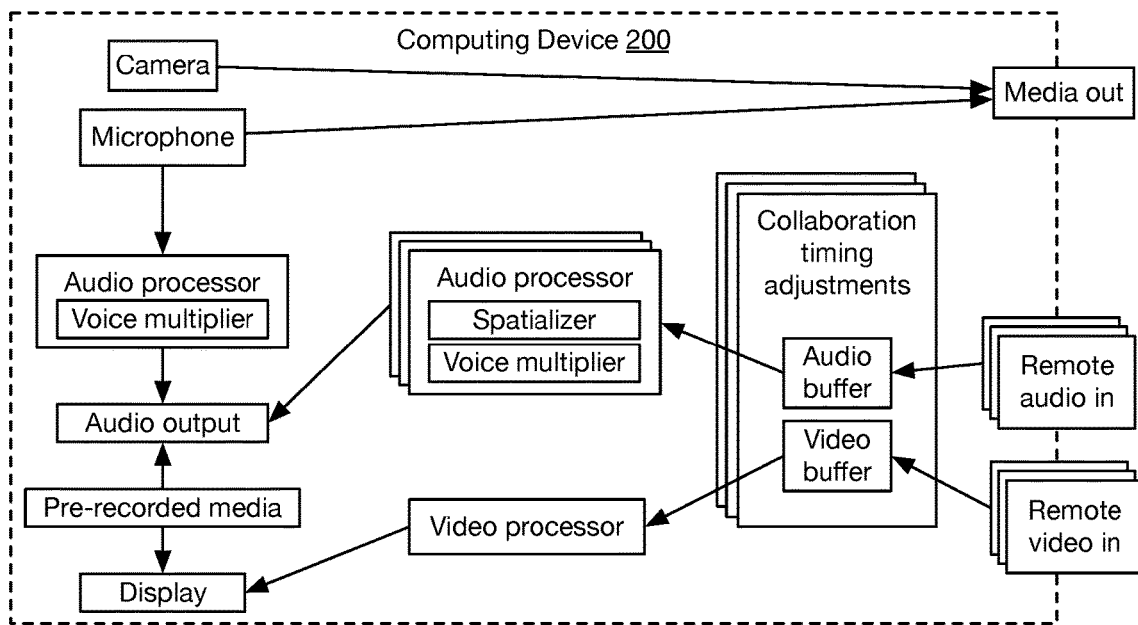 Computing Device 200
Camera
Media out
Microphone
Collaboration
timing
adjustments
Audio processor
Voice multiplier
Audio processor
Spatializer
Voice multiplier
Audio
buffer
Remote
audio in
Audio output
Video
buffer
Pre-recorded media
Video processor
Remote
video in
Display